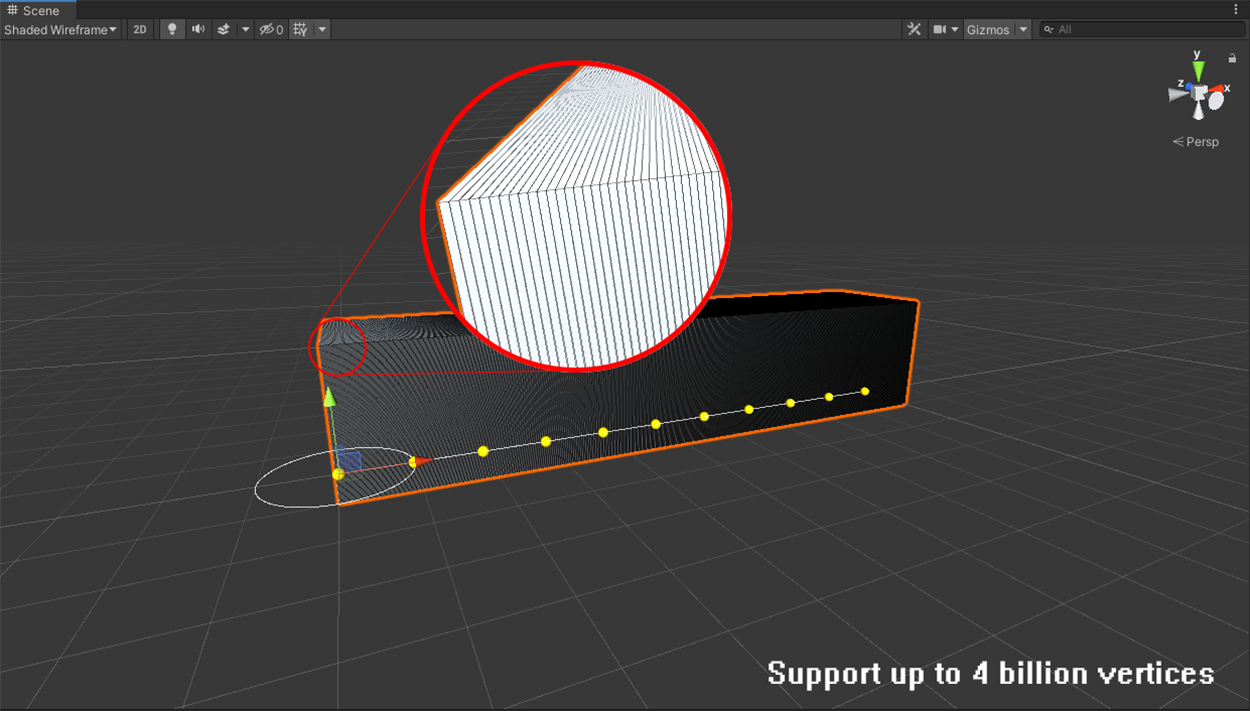 Scene
Shaded Wireframe 2D 0 Gizmos All
y
z x
Persp
Support up to 4 billion vertices